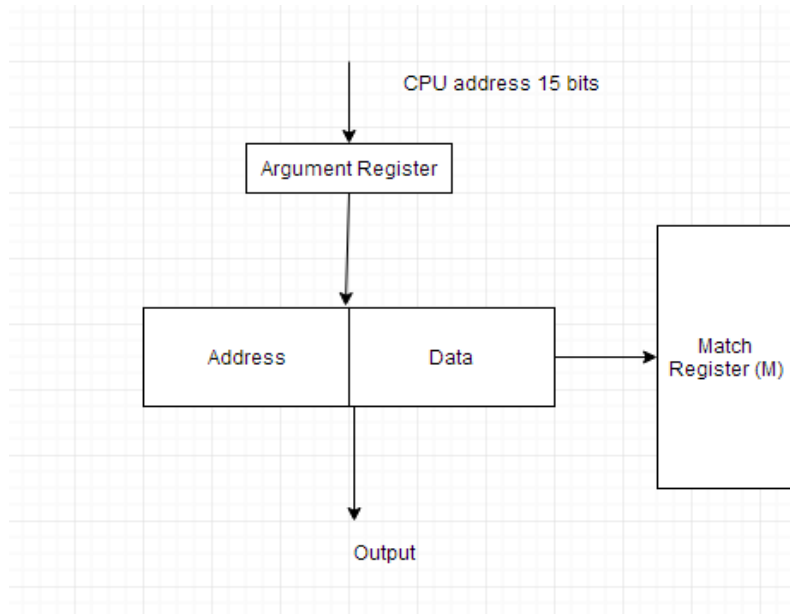 CPU address 15 bits
Argument Register
Address
Data
Match
Register (M)
Output